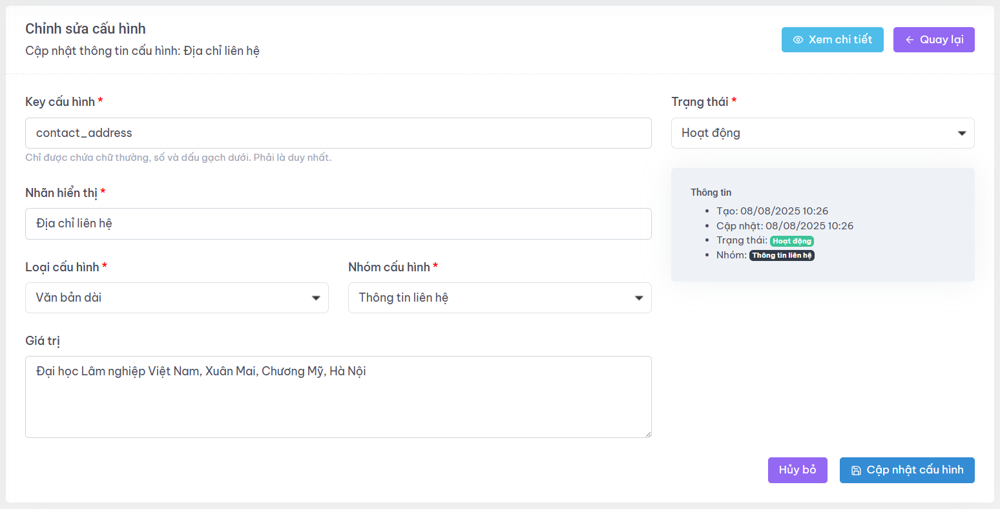 Chỉnh sửa cấu hình
Cập nhật thông tin cấu hình: Địa chỉ liên hệ
Xem chi tiết
Quay lại
Key cấu hình *
contact_address
Chỉ được chứa chữ thường, số và dấu gạch dưới. Phải là duy nhất.
Nhãn hiển thị *
Địa chỉ liên hệ
Loại cấu hình *
Văn bản dài
Nhóm cấu hình *
Thông tin liên hệ
Giá trị
Đại học Lâm nghiệp Việt Nam, Xuân Mai, Chương Mỹ, Hà Nội
Trạng thái *
Hoạt động
Thông tin
Tạo: 08/08/2025 10:26
Cập nhật: 08/08/2025 10:26
Trạng thái: Hoạt động
Nhóm: Thông tin liên hệ
Hủy bỏ
Cập nhật cấu hình